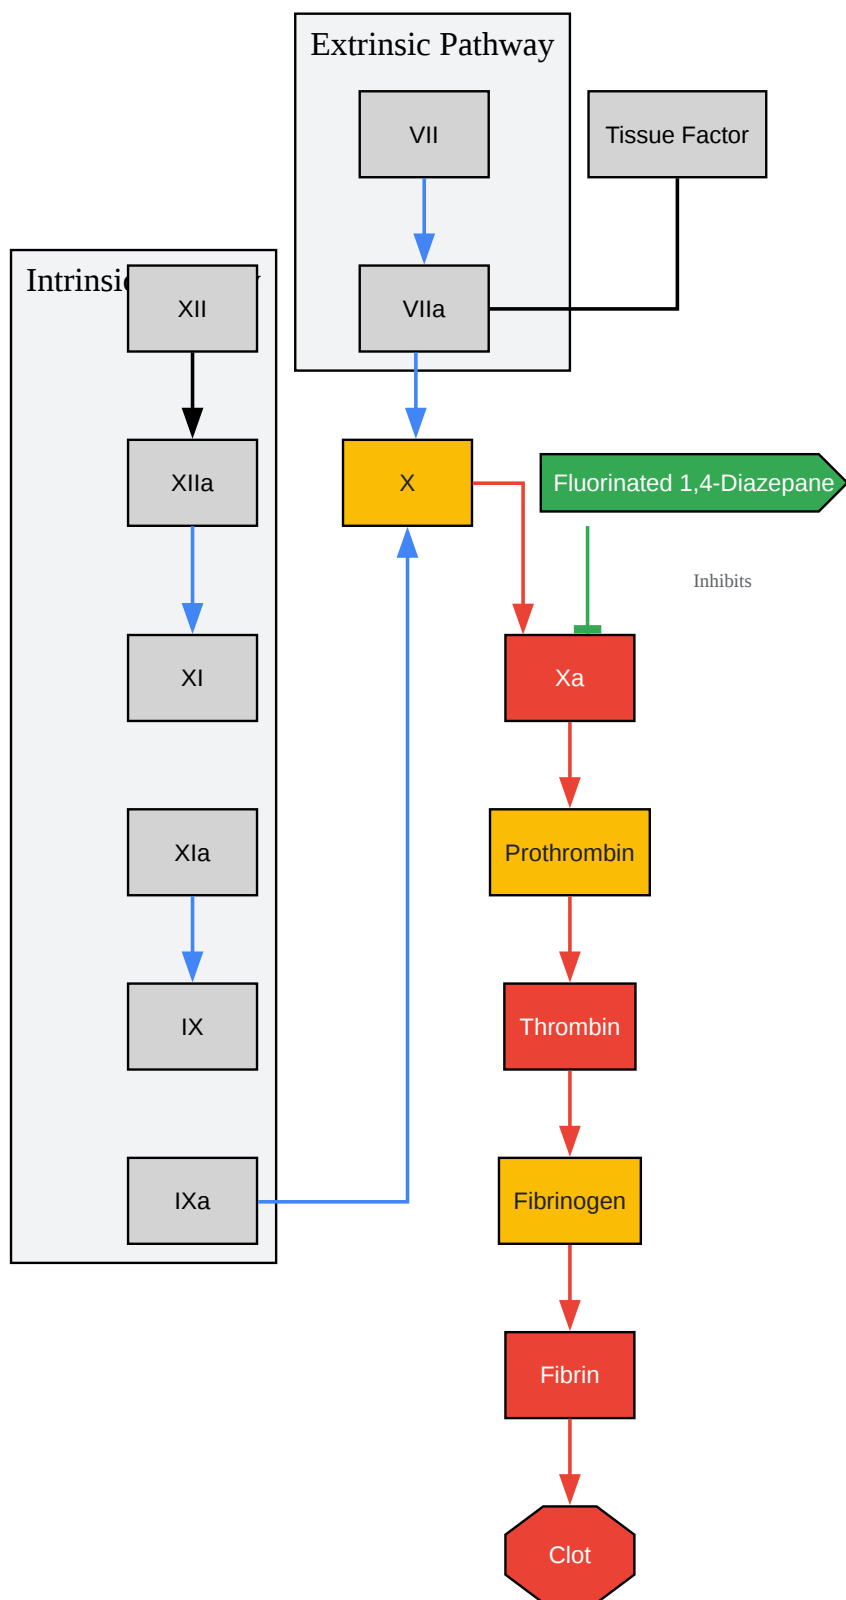 Extrinsic Pathway
VII
Tissue Factor
Intrinsic
XII
VIIa
XIIa
X
Fluorinated 1,4-Diazepane
Inhibits
XI
Xa
XIa
Prothrombin
IX
Thrombin
IXa
Fibrinogen
Fibrin
Clot